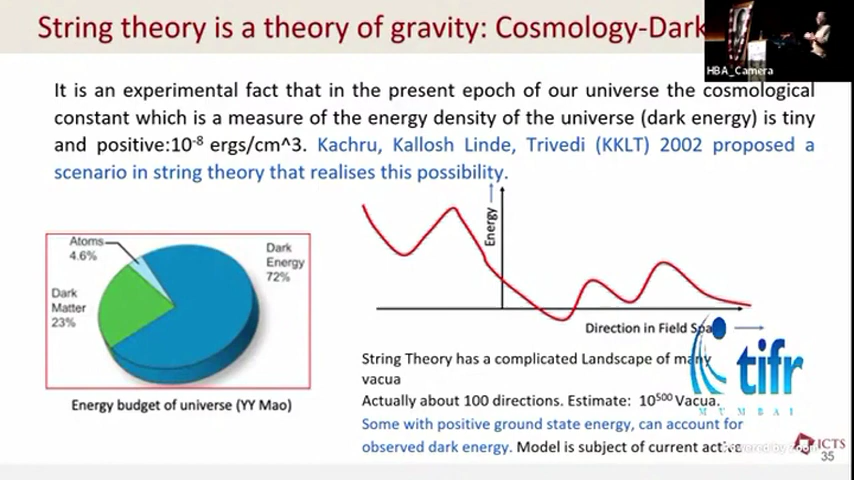 String theory is a theory of gravity: Cosmology-Dark
HBA_Camera
It is an experimental fact that in the present epoch of our universe the cosmological
constant which is a measure of the energy density of the universe (dark energy) is tiny
and positive:10⁻⁸ ergs/cm^3. Kachru, Kallosh Linde, Trivedi (KKLT) 2002 proposed a
scenario in string theory that realises this possibility.
Atoms
4.6%
Dark
Energy
72%
Dark
Matter
23%
Energy budget of universe (YY Mao)
Energy
Direction in Field Spa
String Theory has a complicated Landscape of many
vacua
Actually about 100 directions. Estimate: 10⁵⁰⁰ Vacua.
Some with positive ground state energy, can account for
observed dark energy. Model is subject of current active
tifr
MUMBAI
Powered by Zoom
ICTS
35